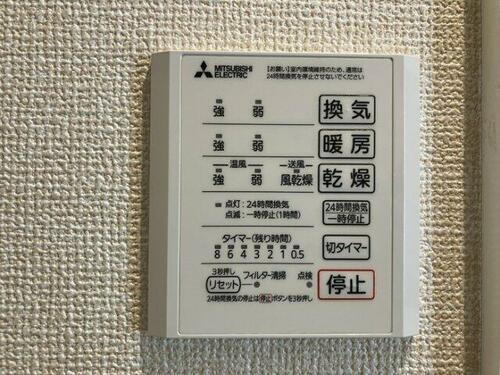 MITSUBISHI
ELECTRIC
【お願い】室内環境維持のため、通常は
24時間換気を停止させないでください
強 弱 換気
強 弱 暖房
温風 送風
強 弱 風乾燥 乾燥
点灯:24時間換気
点滅:一時停止(1時間)
24時間換気
一時停止
タイマー(残り時間)
8 6 4 3 2 1 0.5
切タイマー
3秒押し
リセット フィルター清掃 点検
24時間換気の停止は停止ボタンを3秒押し
停止